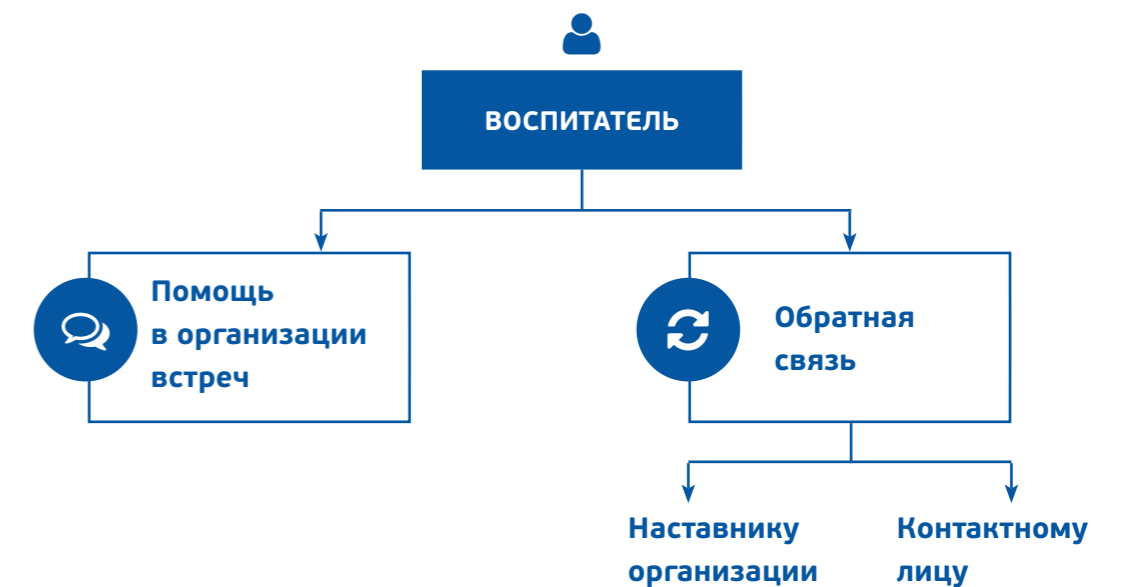 ВОСПИТАТЕЛЬ
Помощь
в организации
встреч
Обратная
связь
Наставнику
организации
Контактному
лицу